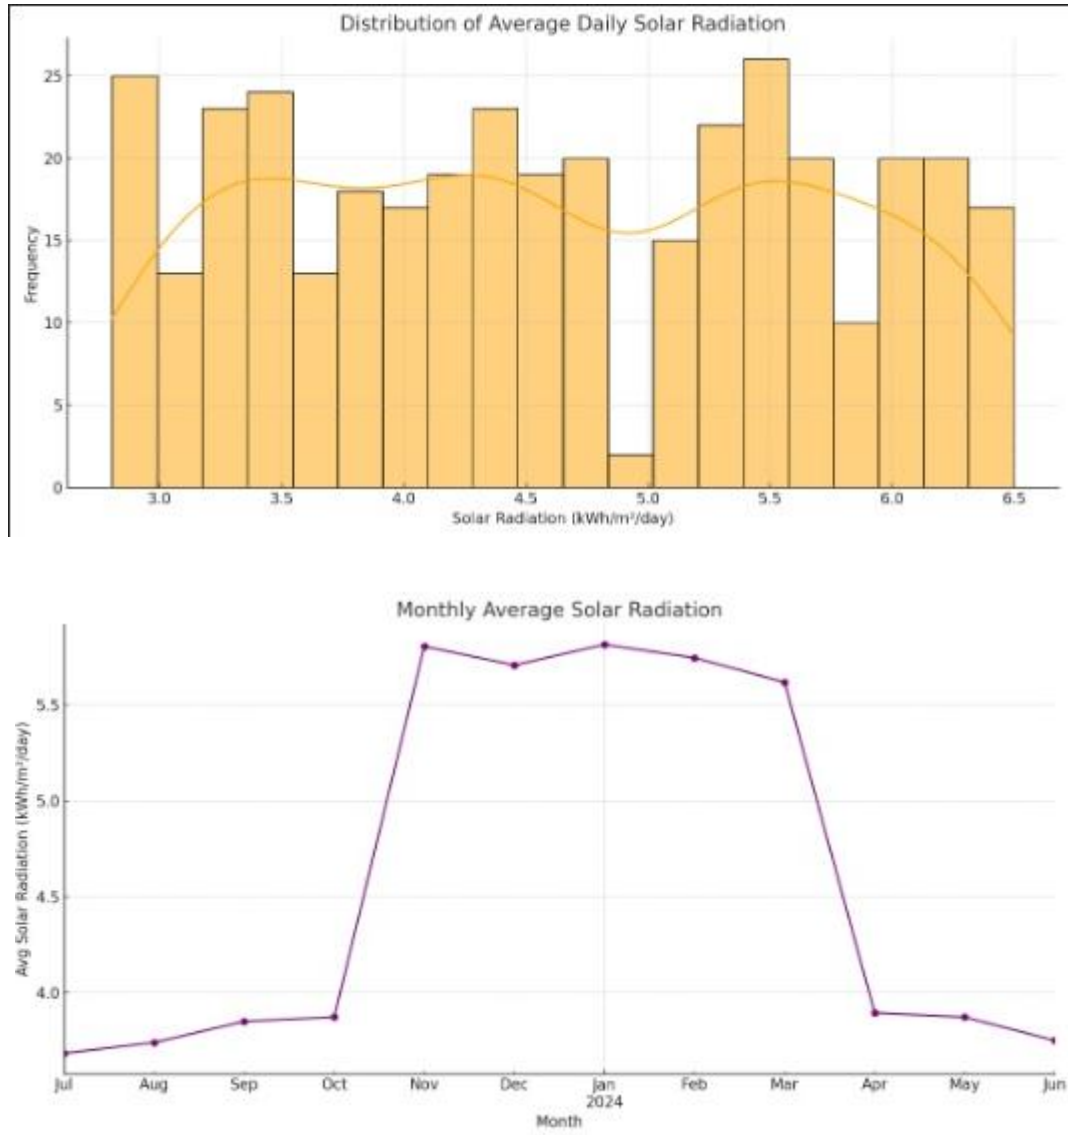 Distribution of Average Daily Solar Radiation
25
20
15
10
5
0
Frequency
3.0 3.5 4.0 4.5 5.0 5.5 6.0 6.5
Solar Radiation (kWh/m²/day)
Monthly Average Solar Radiation
5.5
5.0
4.5
4.0
Avg Solar Radiation (kWh/m²/day)
Jul Aug Sep Oct Nov Dec Jan Feb Mar Apr May Jun
2024
Month